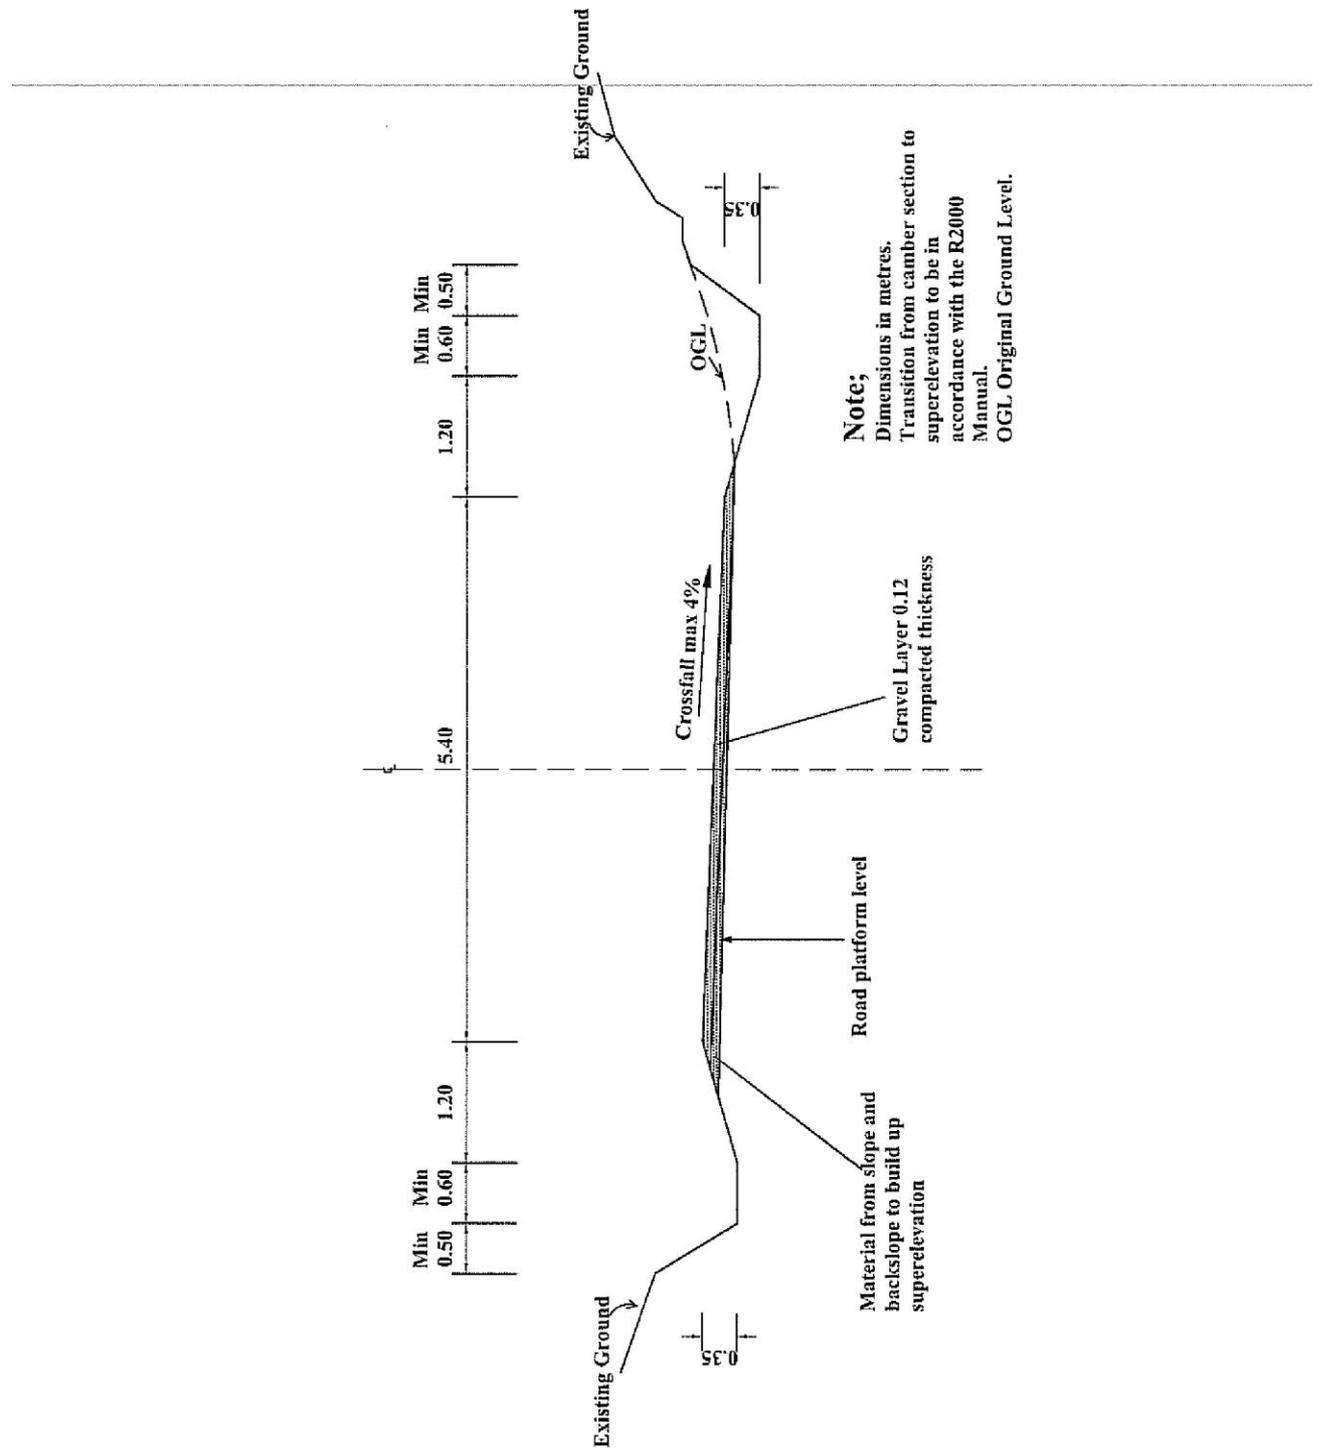 Min
0.50
Min
0.60
1.20
5.40
1.20
Min
0.60
Min
0.50
Existing Ground
Existing Ground
OGL
Crossfall max 4%
0.35
0.35
Gravel Layer 0.12
compacted thickness
Road platform level
Material from slope and
backslope to build up
superelevation
Note;
Dimensions in metres.
Transition from camber section to
superelevation to be in
accordance with the R2000
Manual.
OGL Original Ground Level.